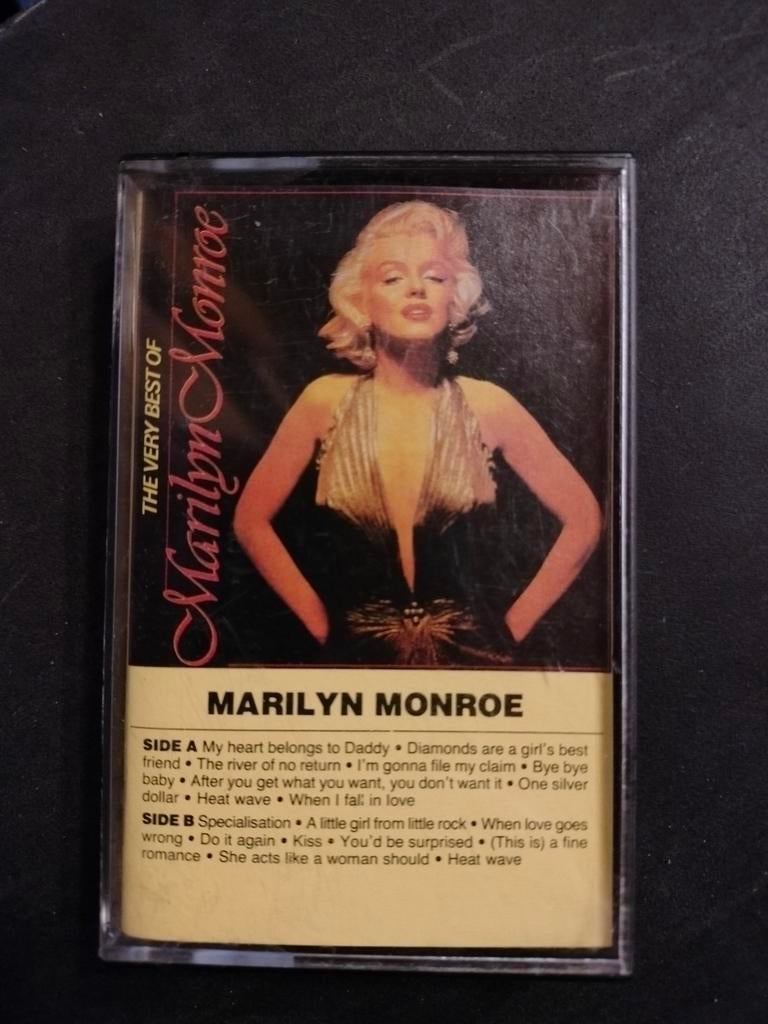 THE VERY BEST OF
Marilyn Monroe
MARILYN MONROE
SIDE A My heart belongs to Daddy • Diamonds are a girl's best
friend • The river of no return • I'm gonna file my claim • Bye bye
baby • After you get what you want, you don't want it • One silver
dollar • Heat wave • When I fall in love
SIDE B Specialisation • A little girl from little rock • When love goes
wrong • Do it again • Kiss • You'd be surprised • (This is) a fine
romance • She acts like a woman should • Heat wave